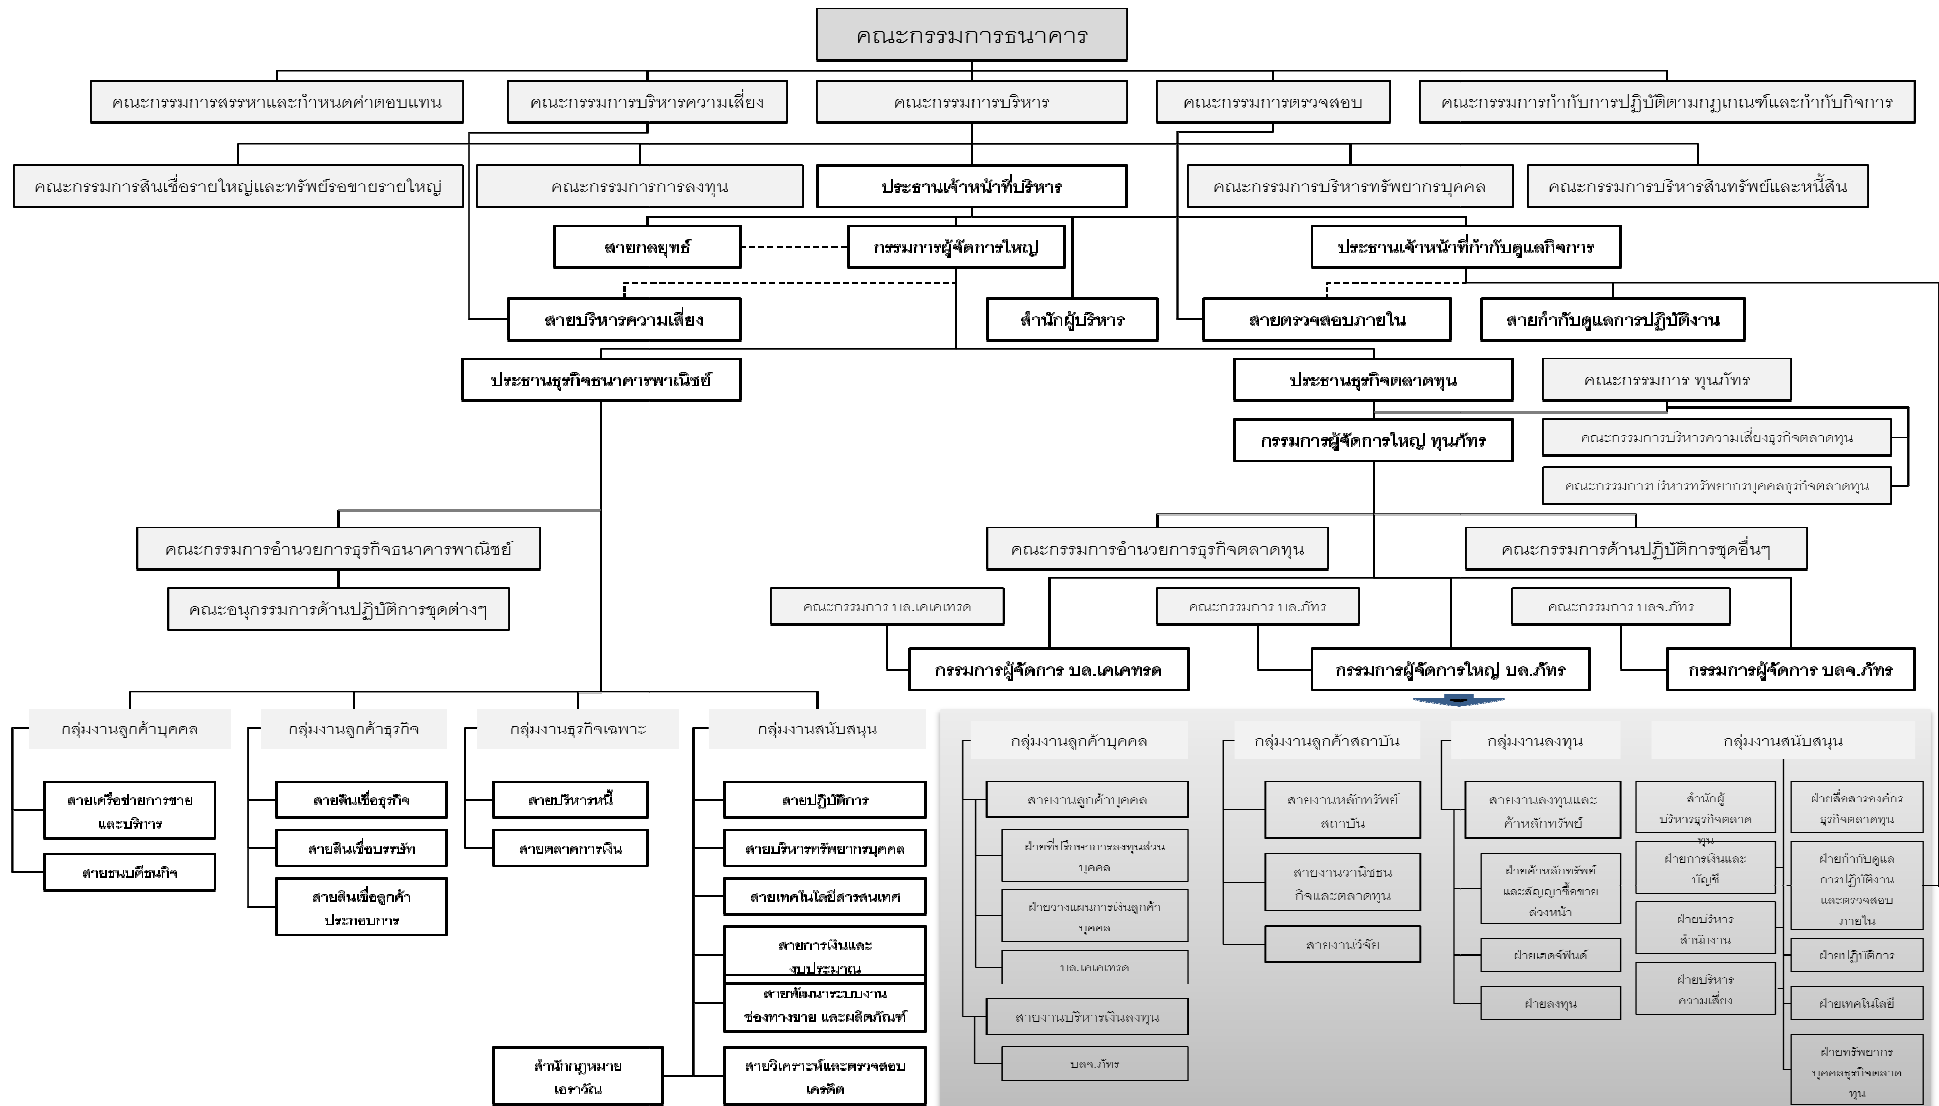 คณะกรรมการธนาคาร
คณะกรรมการสรรหาและกำหนดค่าตอบแทน
คณะกรรมการบริหารความเสี่ยง
คณะกรรมการบริหาร
คณะกรรมการตรวจสอบ
คณะกรรมการกำกับการปฏิบัติตามกฎเกณฑ์และกำกับกิจการ
คณะกรรมการสินเชื่อรายใหญ่และทรัพย์รอขายรายใหญ่
คณะกรรมการการลงทุน
ประธานเจ้าหน้าที่บริหาร
คณะกรรมการบริหารทรัพยากรบุคคล
คณะกรรมการบริหารสินทรัพย์และหนี้สิน
สายกลยุทธ์
กรรมการผู้จัดการใหญ่
ประธานเจ้าหน้าที่กำกับดูแลกิจการ
สายบริหารความเสี่ยง
สำนักผู้บริหาร
สายตรวจสอบภายใน
สายกำกับดูแลการปฏิบัติงาน
ประธานธุรกิจธนาคารพาณิชย์
ประธานธุรกิจตลาดทุน
คณะกรรมการ ทุนภัทร
กรรมการผู้จัดการใหญ่ ทุนภัทร
คณะกรรมการบริหารความเสี่ยงธุรกิจตลาดทุน
คณะกรรมการบริหารทรัพยากรบุคคลธุรกิจตลาดทุน
คณะกรรมการอำนวยการธุรกิจธนาคารพาณิชย์
คณะกรรมการอำนวยการธุรกิจตลาดทุน
คณะกรรมการด้านปฏิบัติการชุดอื่นๆ
คณะอนุกรรมการด้านปฏิบัติการชุดต่างๆ
คณะกรรมการ บล.เคเคเทรด
คณะกรรมการ บล.ภัทร
คณะกรรมการ บลจ.ภัทร
กรรมการผู้จัดการ บล.เคเคเทรด
กรรมการผู้จัดการใหญ่ บล.ภัทร
กรรมการผู้จัดการ บลจ.ภัทร
กลุ่มงานลูกค้าบุคคล
สายเครือข่ายการขาย
และบริการ
สายธนบดีธนกิจ
กลุ่มงานลูกค้าธุรกิจ
สายสินเชื่อธุรกิจ
สายสินเชื่อบรรษัท
สายสินเชื่อลูกค้า
ประกอบการ
กลุ่มงานธุรกิจเฉพาะ
สายบริหารหนี้
สายตลาดการเงิน
กลุ่มงานสนับสนุน
สายปฏิบัติการ
สายบริหารทรัพยากรบุคคล
สายเทคโนโลยีสารสนเทศ
สายการเงินและ
งบประมาณ
สายพัฒนาระบบงาน
ช่องทางขาย และผลิตภัณฑ์
สำนักกฎหมาย
เอราวัณ
สายวิเคราะห์และตรวจสอบ
เครดิต
กลุ่มงานลูกค้าบุคคล
สายงานลูกค้าบุคคล
ฝ่ายที่ปรึกษาการลงทุนส่วน
บุคคล
ฝ่ายวางแผนการเงินลูกค้า
บุคคล
บล.เคเคเทรด
สายงานบริหารเงินลงทุน
บลจ.ภัทร
กลุ่มงานลูกค้าสถาบัน
สายงานหลักทรัพย์
สถาบัน
สายงานวานิชธน
กิจและตลาดทุน
สายงานวิจัย
กลุ่มงานลงทุน
สายงานลงทุนและ
ค้าหลักทรัพย์
ฝ่ายค้าหลักทรัพย์
และสัญญาซื้อขาย
ล่วงหน้า
ฝ่ายเฮดจ์ฟันด์
ฝ่ายลงทุน
กลุ่มงานสนับสนุน
สำนักผู้
บริหารธุรกิจตลาด
ทุน
ฝ่ายการเงินและ
บัญชี
ฝ่ายบริหาร
สำนักงาน
ฝ่ายบริหาร
ความเสี่ยง
ฝ่ายสื่อสารองค์กร
ธุรกิจตลาดทุน
ฝ่ายกำกับดูแล
การปฏิบัติงาน
และตรวจสอบ
ภายใน
ฝ่ายปฏิบัติการ
ฝ่ายเทคโนโลยี
ฝ่ายทรัพยากร
บุคคลธุรกิจตลาด
ทุน